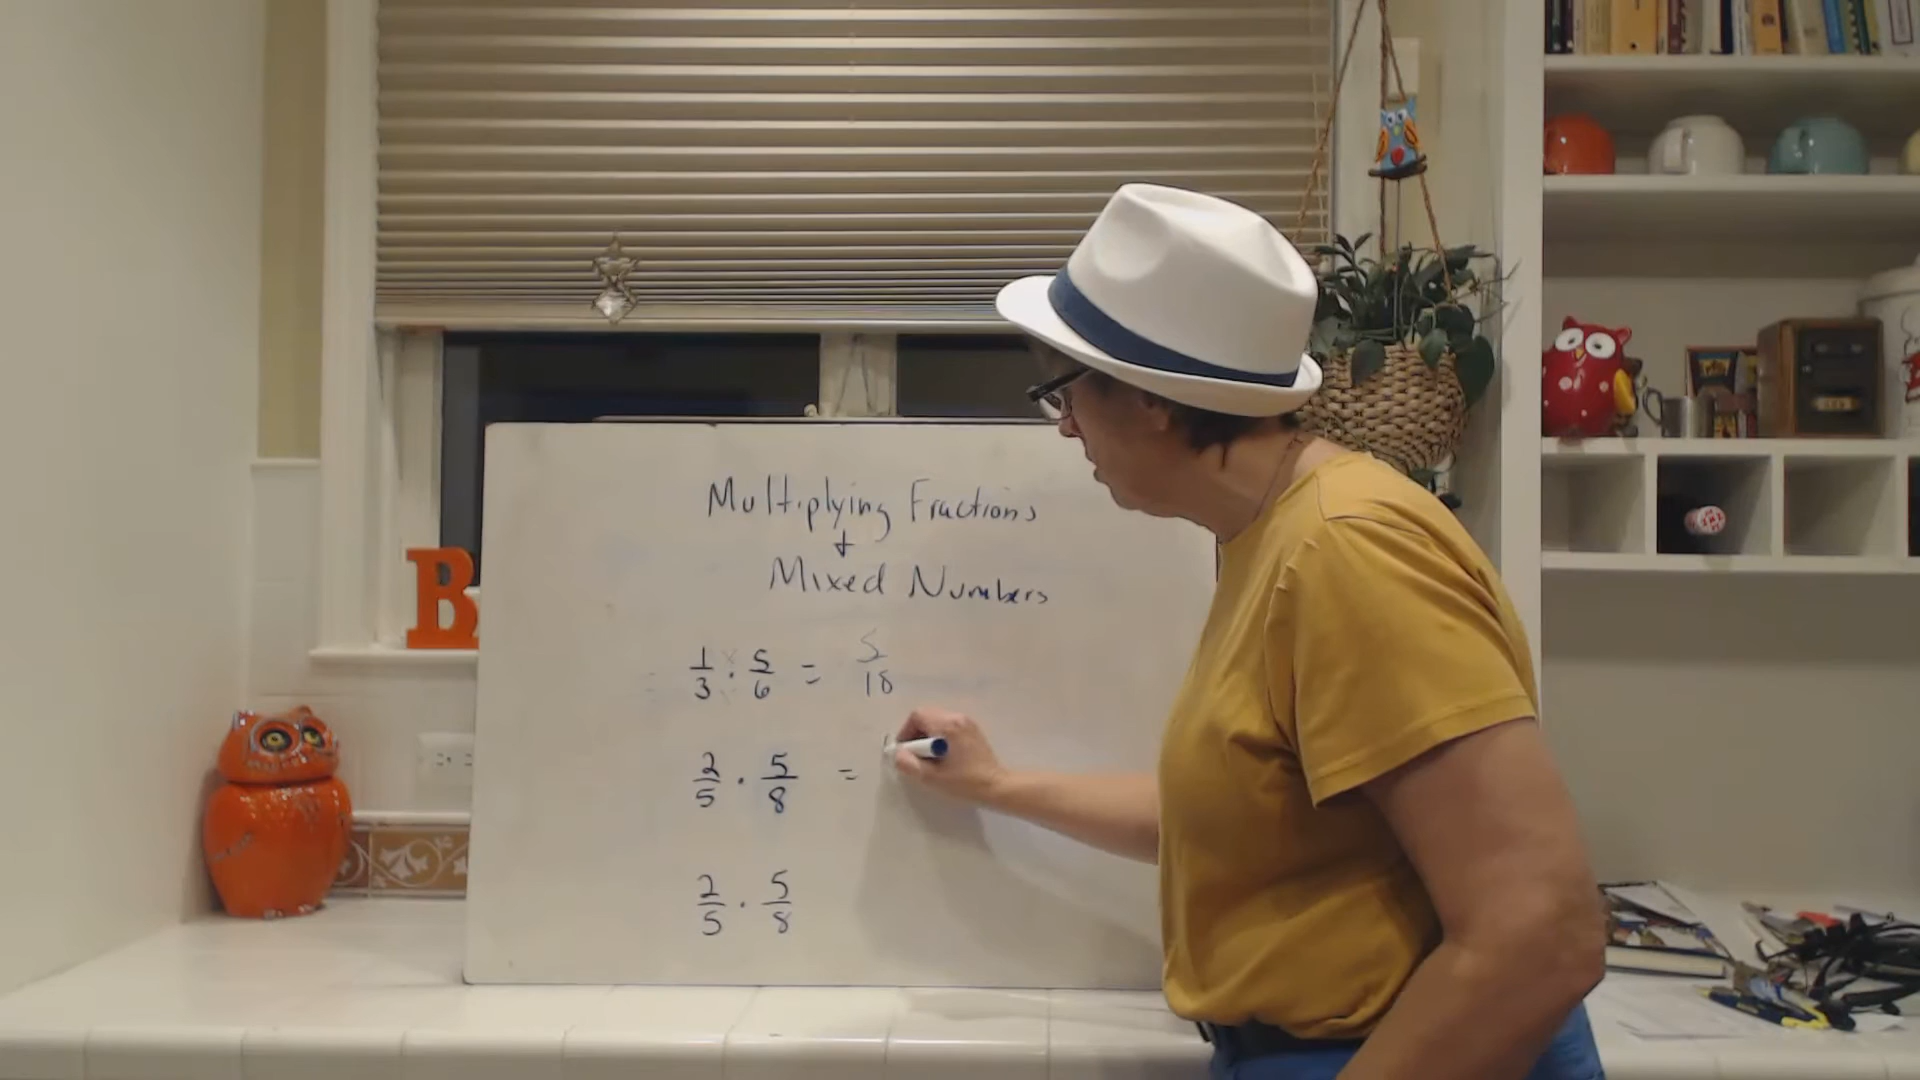 Multiplying Fractions
+
Mixed Numbers
1/3 · 5/6 = 5/18
2/5 · 5/8 =
2/5 · 5/8
B